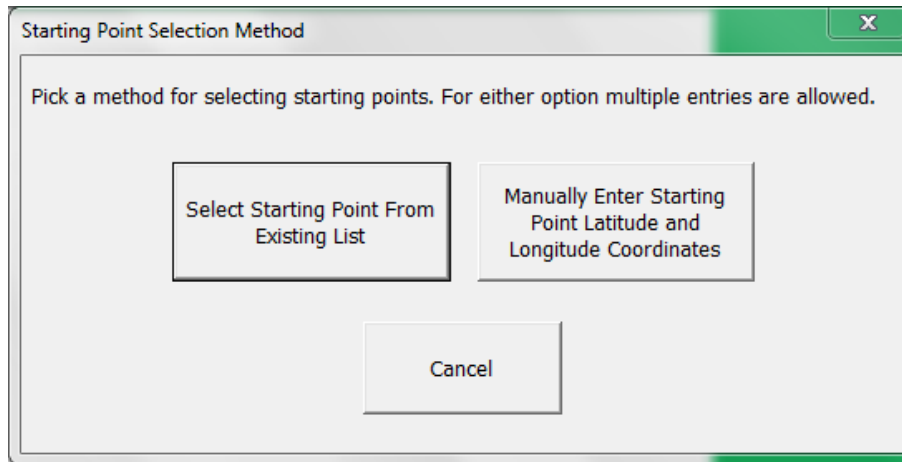 Starting Point Selection Method
X
Pick a method for selecting starting points. For either option multiple entries are allowed.
Select Starting Point From
Existing List
Manually Enter Starting
Point Latitude and
Longitude Coordinates
Cancel